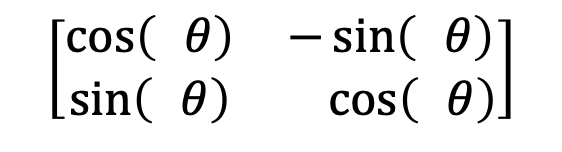 [cos( θ) − sin( θ)]
[sin( θ) cos( θ)]